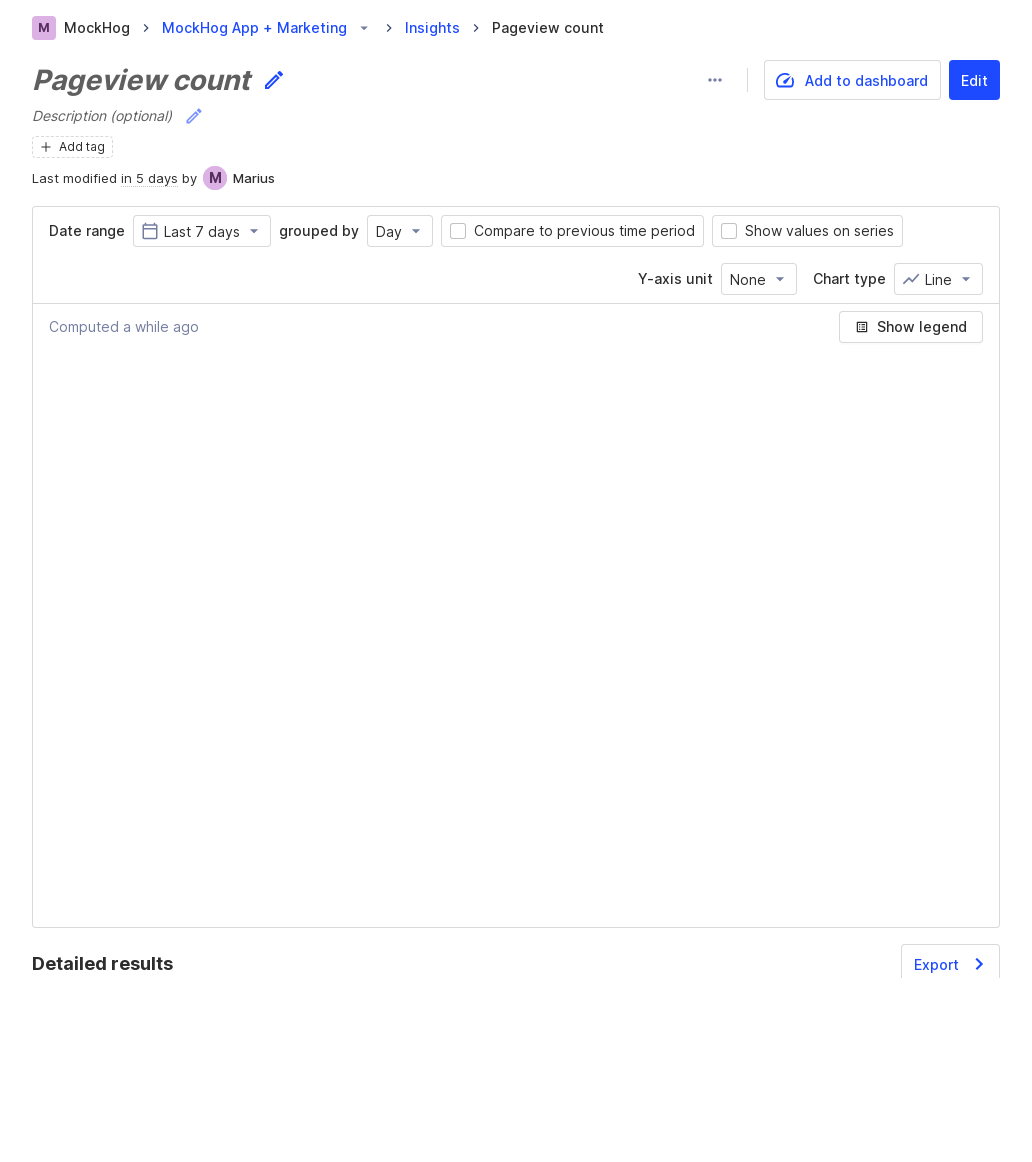 M MockHog MockHog App + Marketing Insights Pageview count
Pageview count
Add to dashboard Edit
Description (optional)
Add tag
Last modified in 5 days by M Marius
Date range Last 7 days grouped by Day Compare to previous time period Show values on series
Y-axis unit None Chart type Line
Computed a while ago Show legend
Detailed results Export